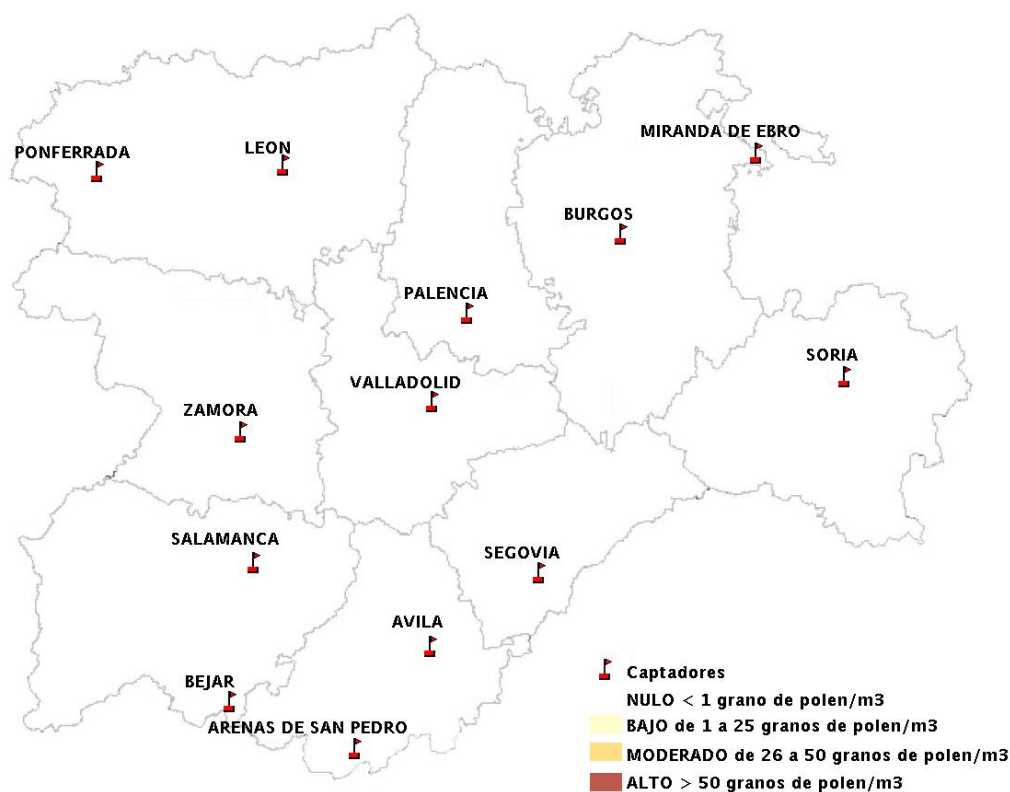 MIRANDA DE EBRO
PONFERRADA
LEON
BURGOS
PALENCIA
SORIA
VALLADOLID
ZAMORA
SALAMANCA
SEGOVIA
AVILA
BEJAR
ARENAS DE SAN PEDRO
Captadores
NULO < 1 grano de polen/m3
BAJO de 1 a 25 granos de polen/m3
MODERADO de 26 a 50 granos de polen/m3
ALTO > 50 granos de polen/m3